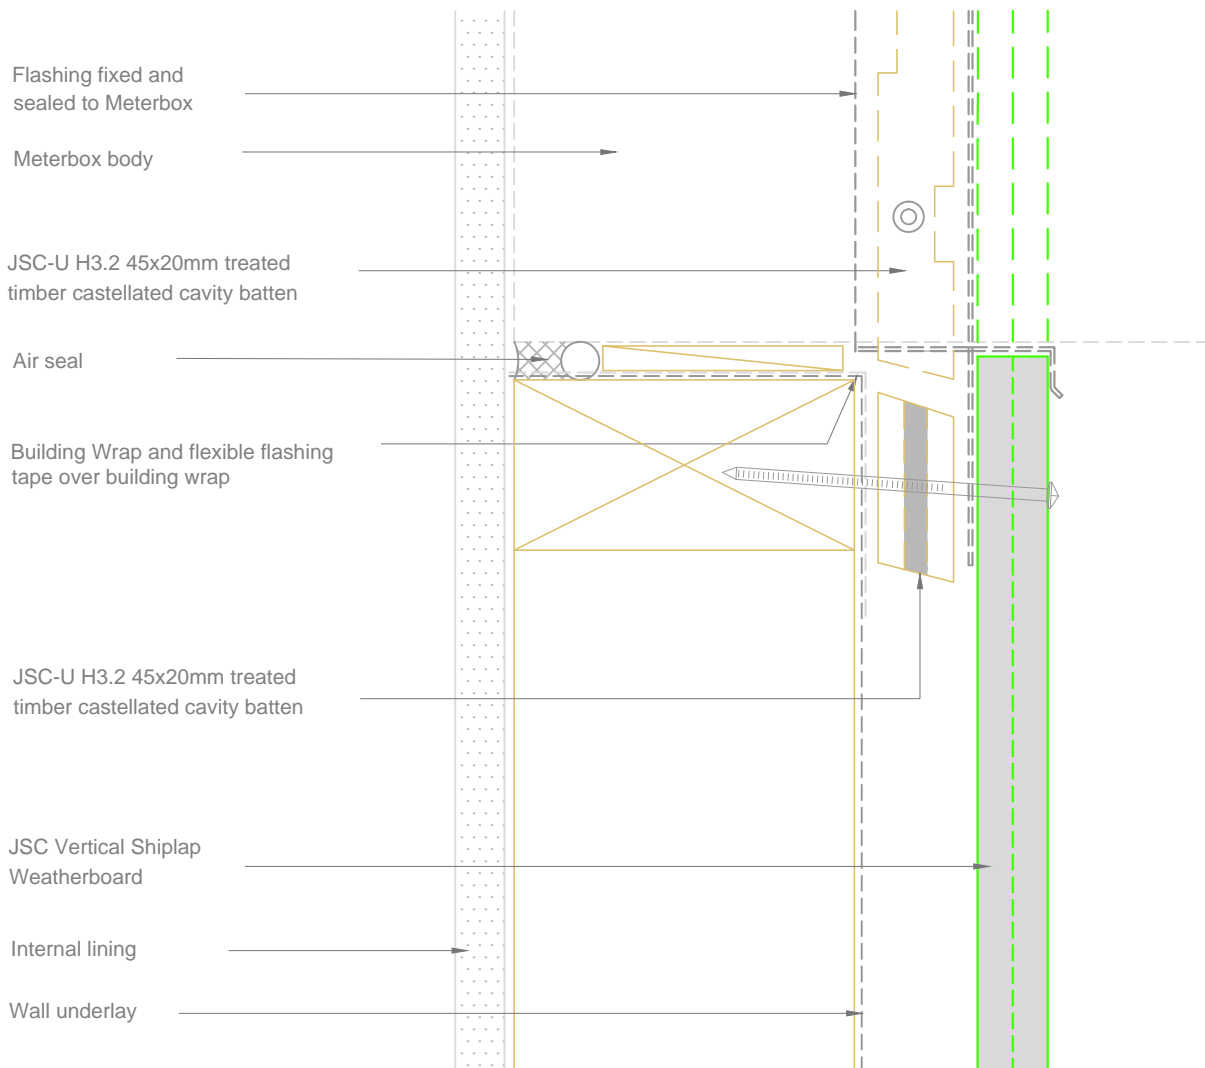 Flashing fixed and
sealed to Meterbox
Meterbox body
JSC-U H3.2 45x20mm treated
timber castellated cavity batten
Air seal
Building Wrap and flexible flashing
tape over building wrap
JSC-U H3.2 45x20mm treated
timber castellated cavity batten
JSC Vertical Shiplap
Weatherboard
Internal lining
Wall underlay